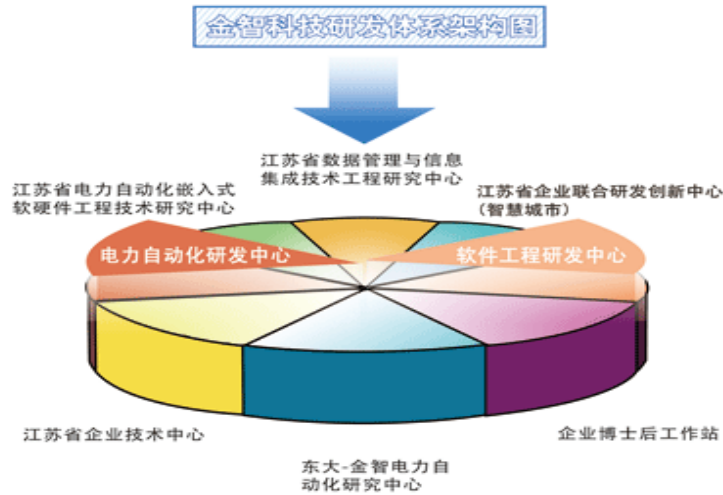 金智科技研发体系架构图
江苏省数据管理与信息
集成技术工程研究中心
江苏省电力自动化嵌入式
软硬件工程技术研究中心
江苏省企业联合研发创新中心
(智慧城市)
电力自动化研发中心
软件工程研发中心
江苏省企业技术中心
企业博士后工作站
东大-金智电力自
动化研究中心